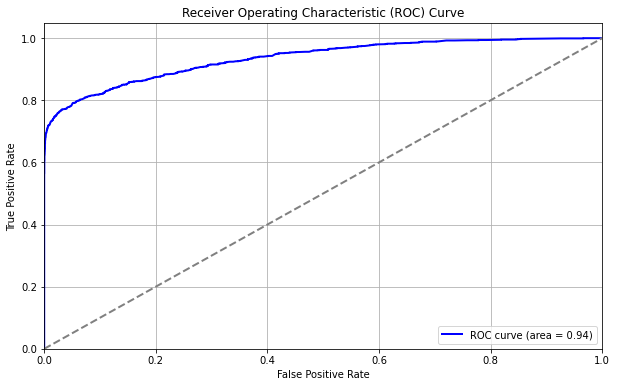 Receiver Operating Characteristic (ROC) Curve
1.0
0.8
0.6
0.4
0.2
0.0
True Positive Rate
ROC curve (area = 0.94)
0.0 0.2 0.4 0.6 0.8 1.0
False Positive Rate